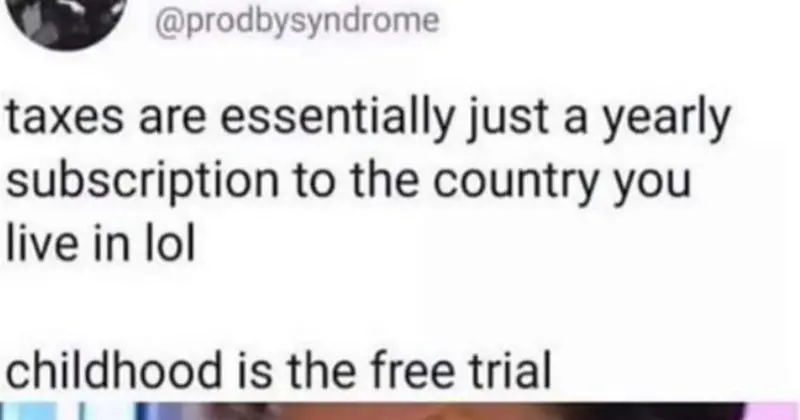 @prodbysyndrome
taxes are essentially just a yearly
subscription to the country you
live in lol
childhood is the free trial